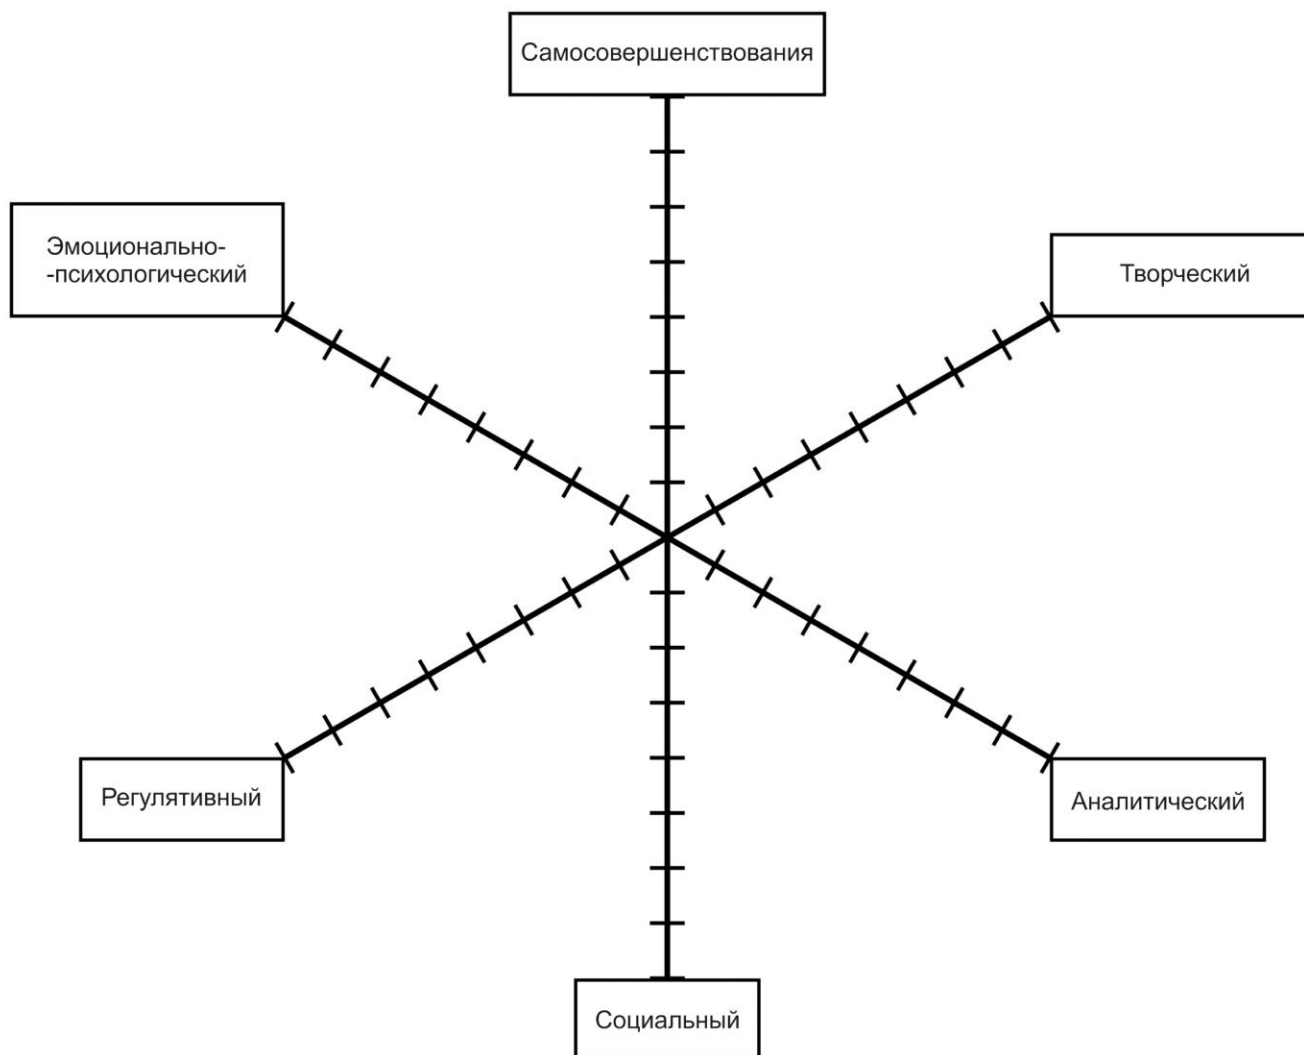 Самосовершенствования
Эмоционально-
-психологический
Творческий
Регулятивный
Аналитический
Социальный